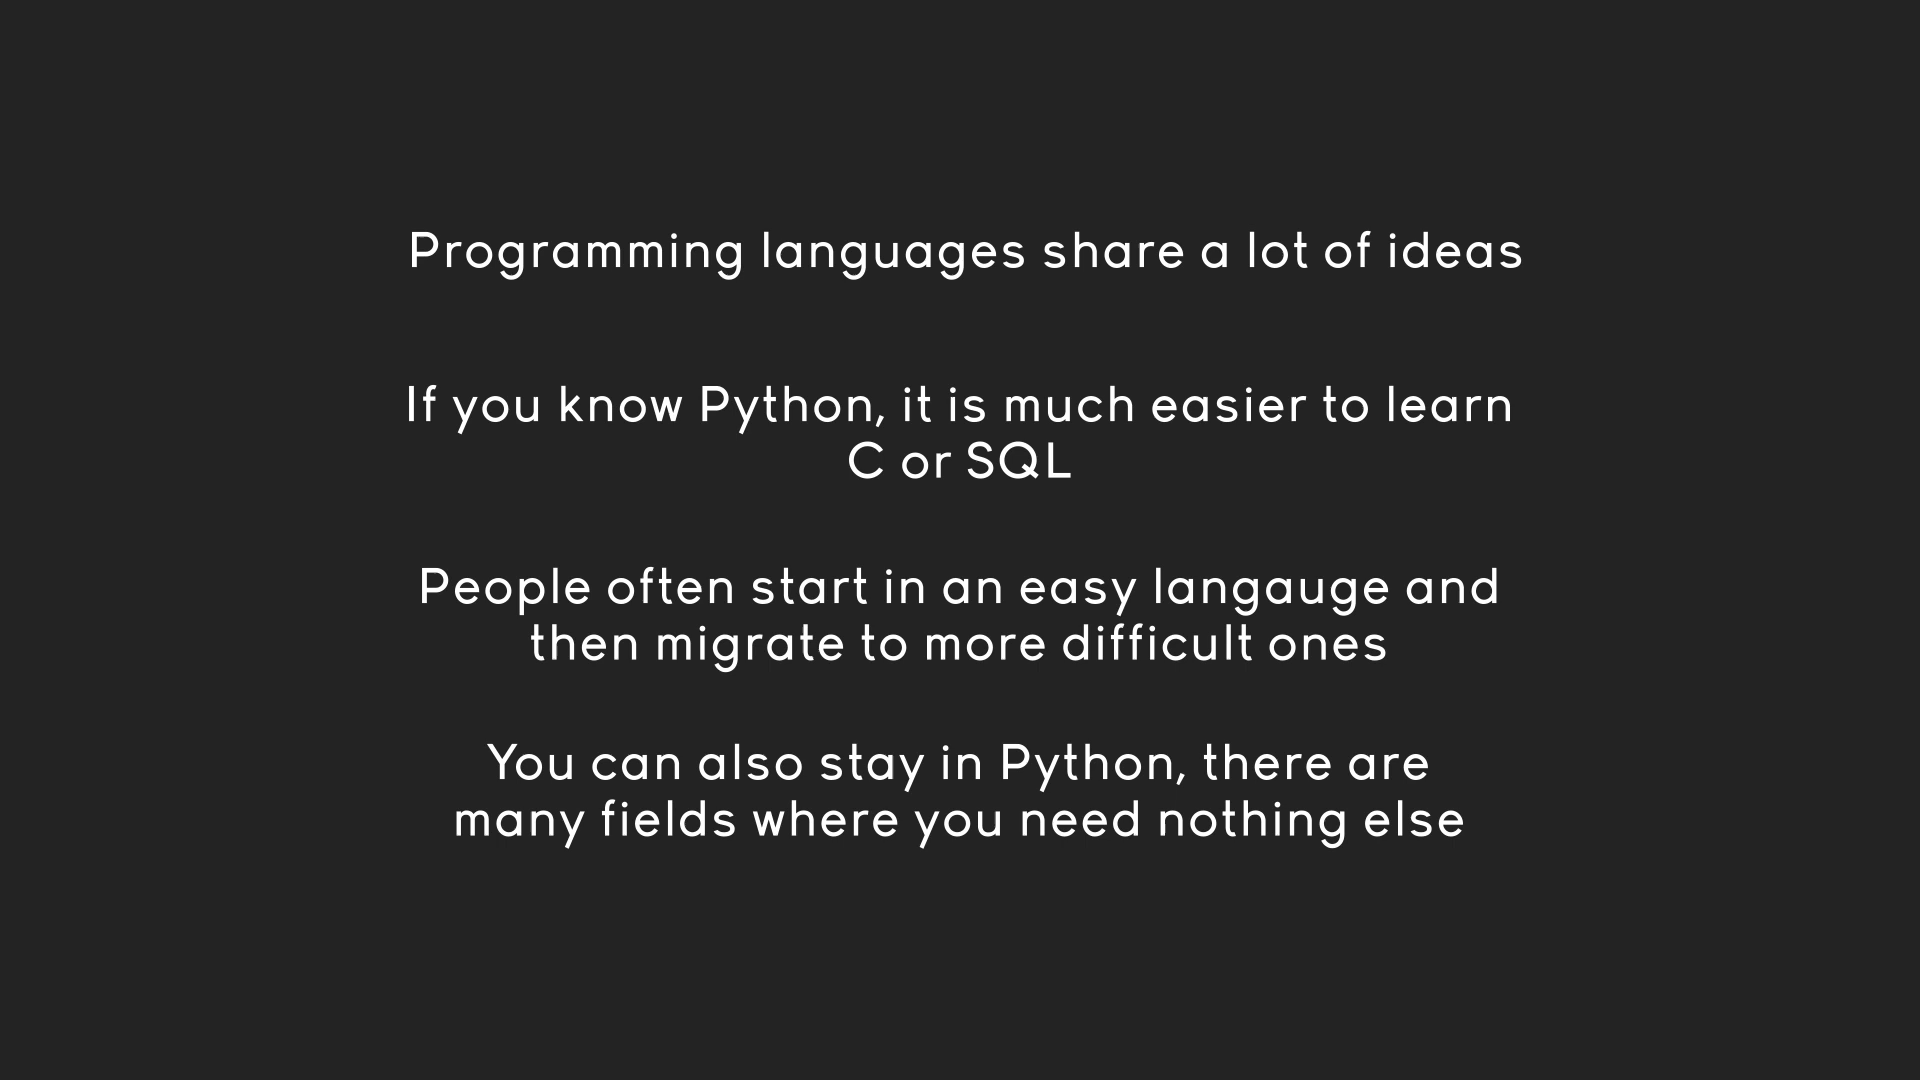 Programming languages share a lot of ideas
If you know Python, it is much easier to learn
C or SQL
People often start in an easy langauge and
then migrate to more difficult ones
You can also stay in Python, there are
many fields where you need nothing else